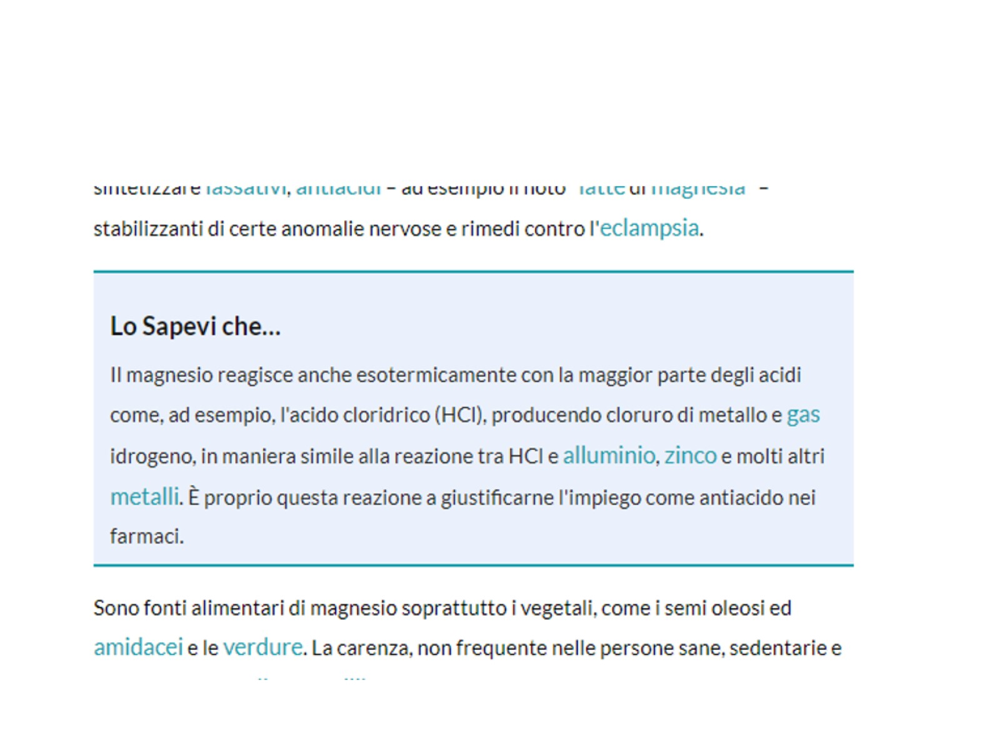 sintetizzare lassativi, antiacidi – ad esempio il noto "latte di magnesia" –
stabilizzanti di certe anomalie nervose e rimedi contro l'eclampsia.
Lo Sapevi che...
Il magnesio reagisce anche esotermicamente con la maggior parte degli acidi
come, ad esempio, l'acido cloridrico (HCl), producendo cloruro di metallo e gas
idrogeno, in maniera simile alla reazione tra HCl e alluminio, zinco e molti altri
metalli. È proprio questa reazione a giustificarne l'impiego come antiacido nei
farmaci.
Sono fonti alimentari di magnesio soprattutto i vegetali, come i semi oleosi ed
amidacei e le verdure. La carenza, non frequente nelle persone sane, sedentarie e